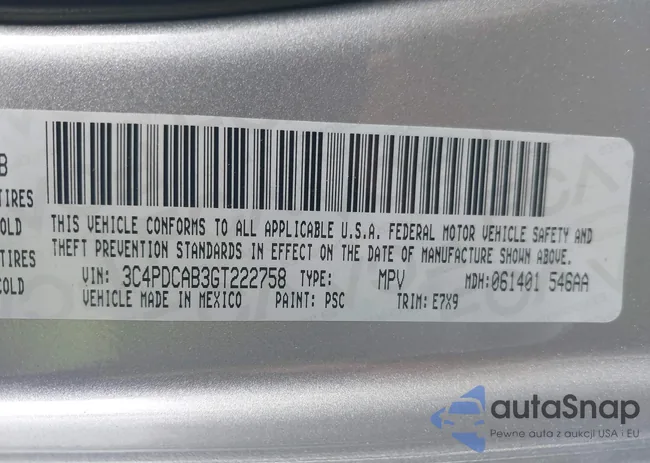 B
TIRES
OLD
COLD
THIS VEHICLE CONFORMS TO ALL APPLICABLE U.S.A. FEDERAL MOTOR VEHICLE SAFETY AND
THEFT PREVENTION STANDARDS IN EFFECT ON THE DATE OF MANUFACTURE SHOWN ABOVE.
VIN: 3C4PDCAB3GT222758 TYPE: MPV MDH:061401 546AA
VEHICLE MADE IN MEXICO PAINT: PSC TRIM: E7X9
autaSnap
Pewne auta z aukcji USA i EU